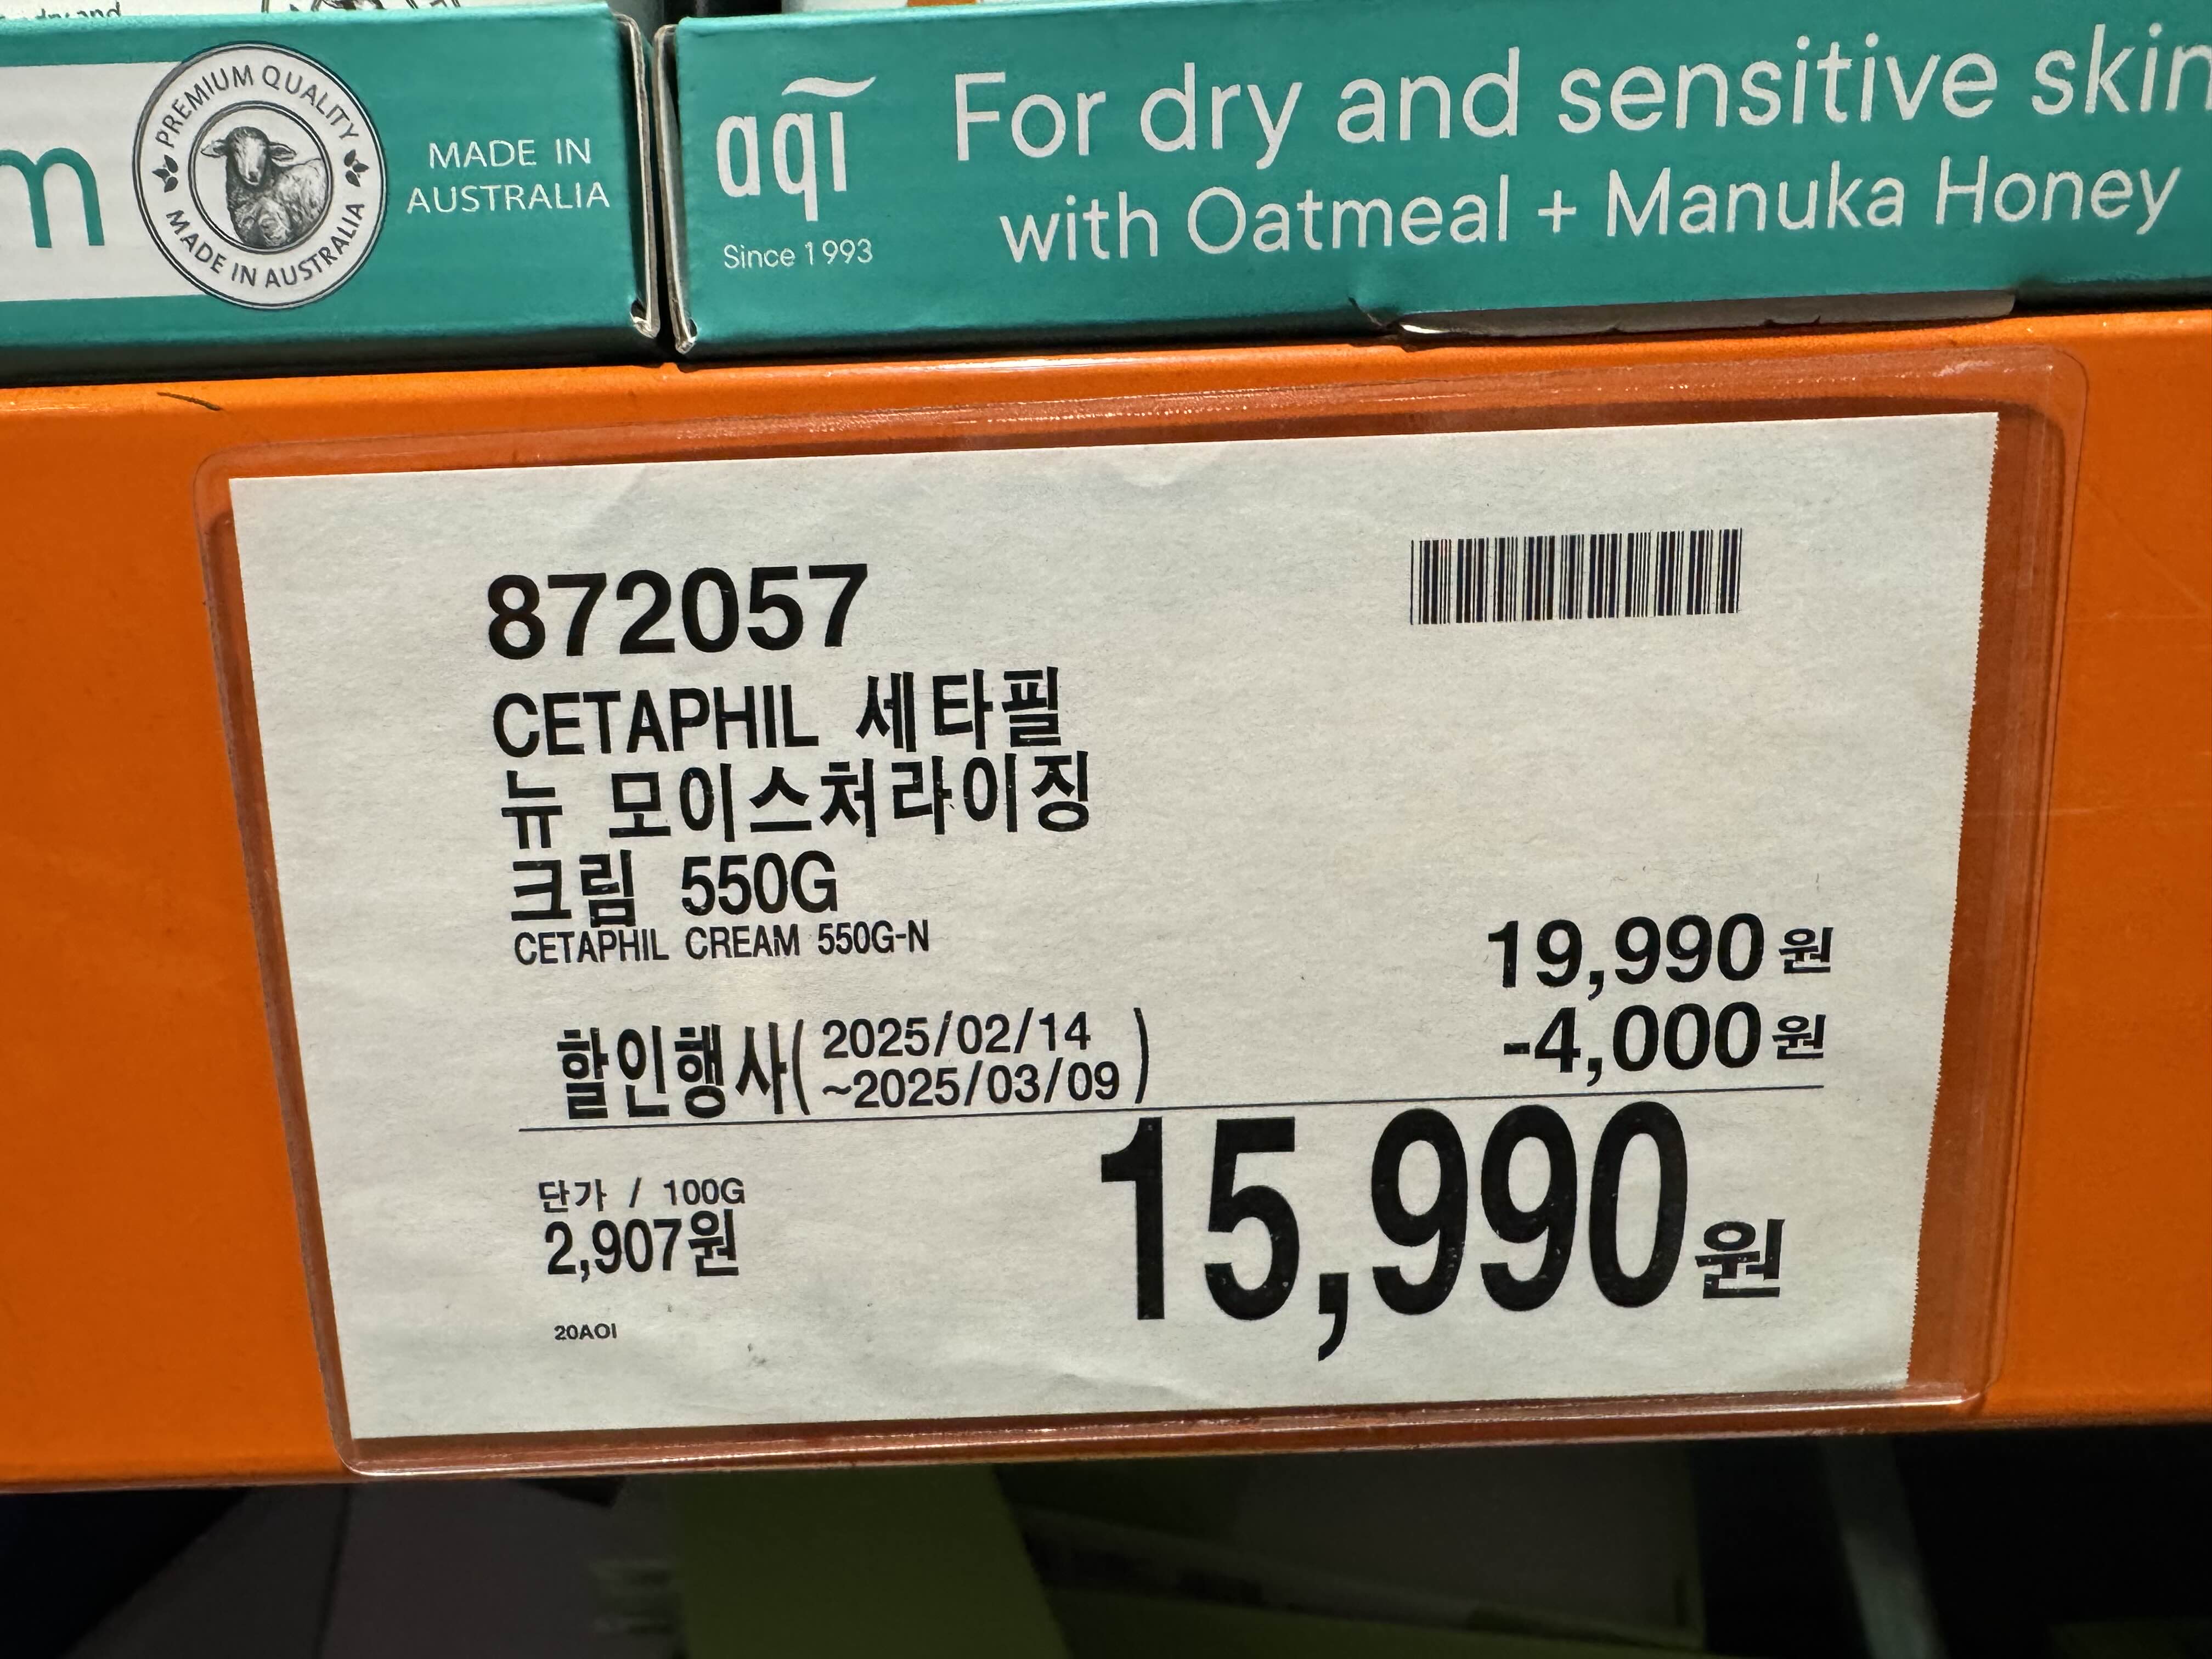 m
PREMIUM QUALITY
MADE IN AUSTRALIA
MADE IN
AUSTRALIA
aqi
Since 1993
For dry and sensitive skin
with Oatmeal + Manuka Honey
872057
CETAPHIL 세타필
뉴 모이스처라이징
크림 550G
CETAPHIL CREAM 550G-N
19,990원
할인행사( 2025/02/14
~2025/03/09 )
-4,000원
단가 / 100G
2,907원
15,990원
20AOI